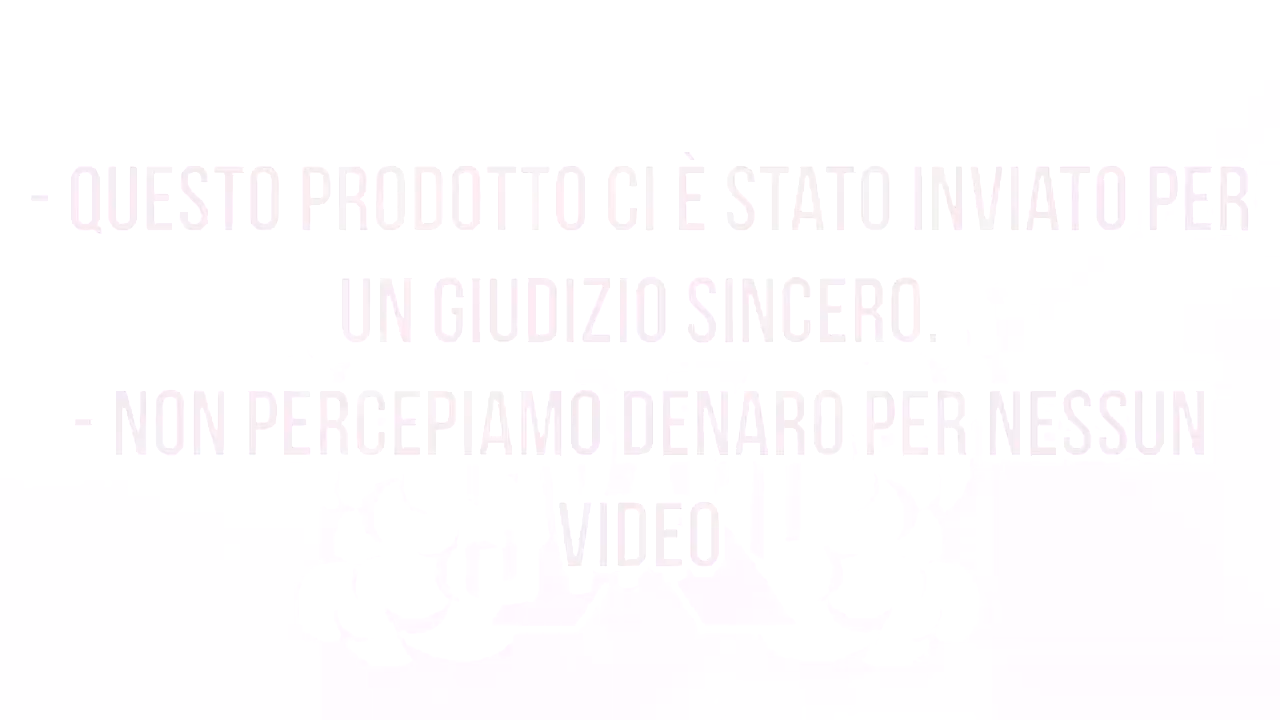 - QUESTO PRODOTTO CI È STATO INVIATO PER
UN GIUDIZIO SINCERO.
- NON PERCEPIAMO DENARO PER NESSUN
VIDEO